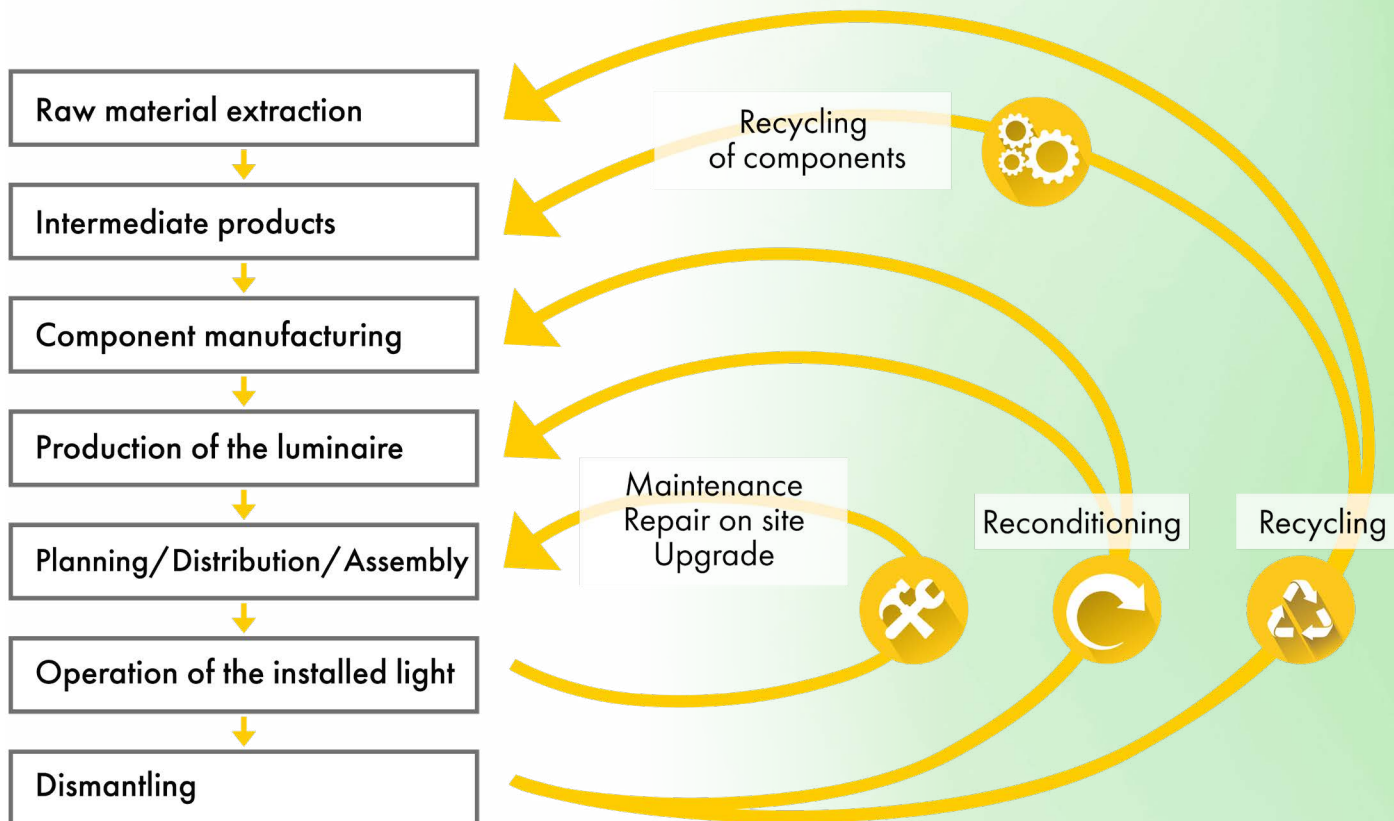 Raw material extraction
Intermediate products
Component manufacturing
Production of the luminaire
Planning/Distribution/Assembly
Operation of the installed light
Dismantling
Recycling
of components
Maintenance
Repair on site
Upgrade
Reconditioning
Recycling